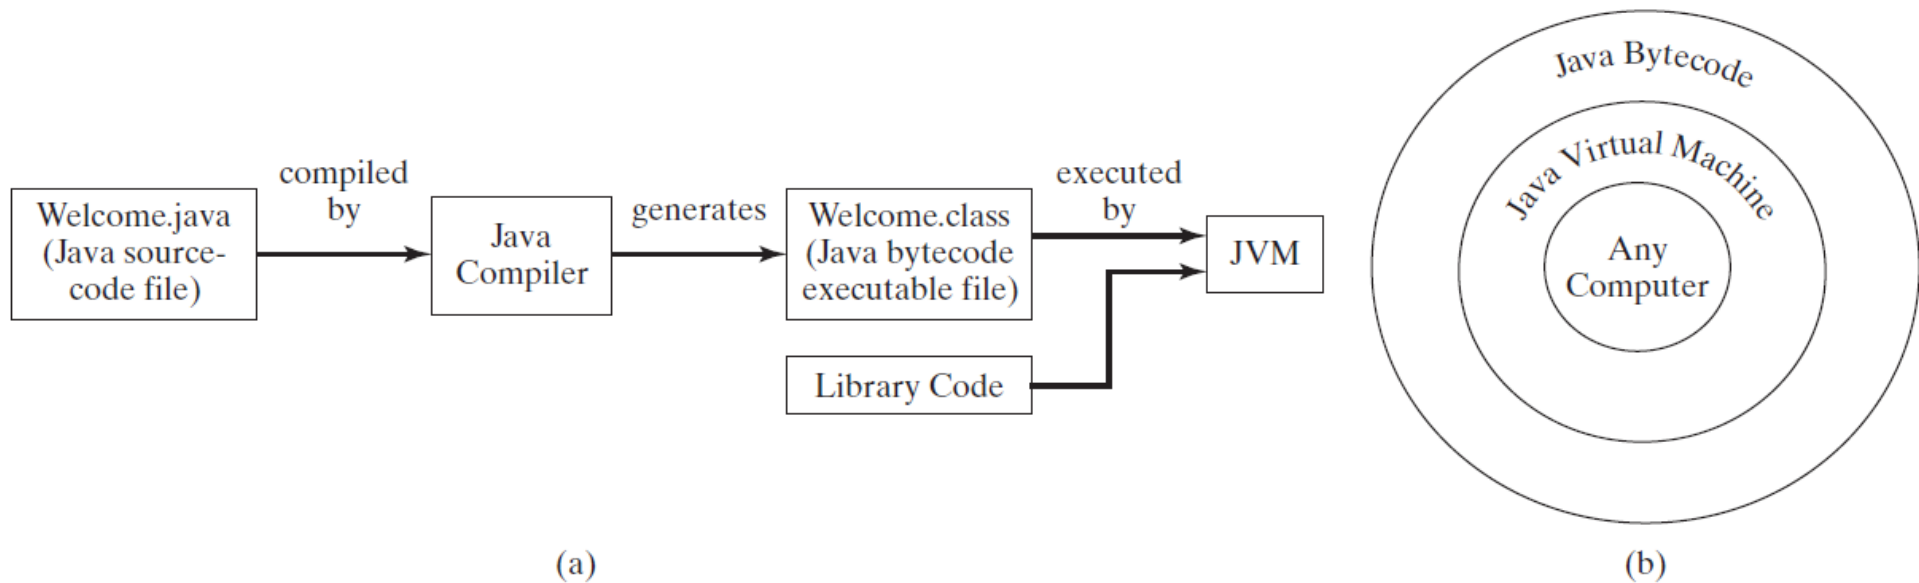 Welcome.java
(Java source-
code file)
compiled
by
Java
Compiler
generates
Welcome.class
(Java bytecode
executable file)
executed
by
JVM
Library Code
(a)
Java Bytecode
Java Virtual Machine
Any
Computer
(b)